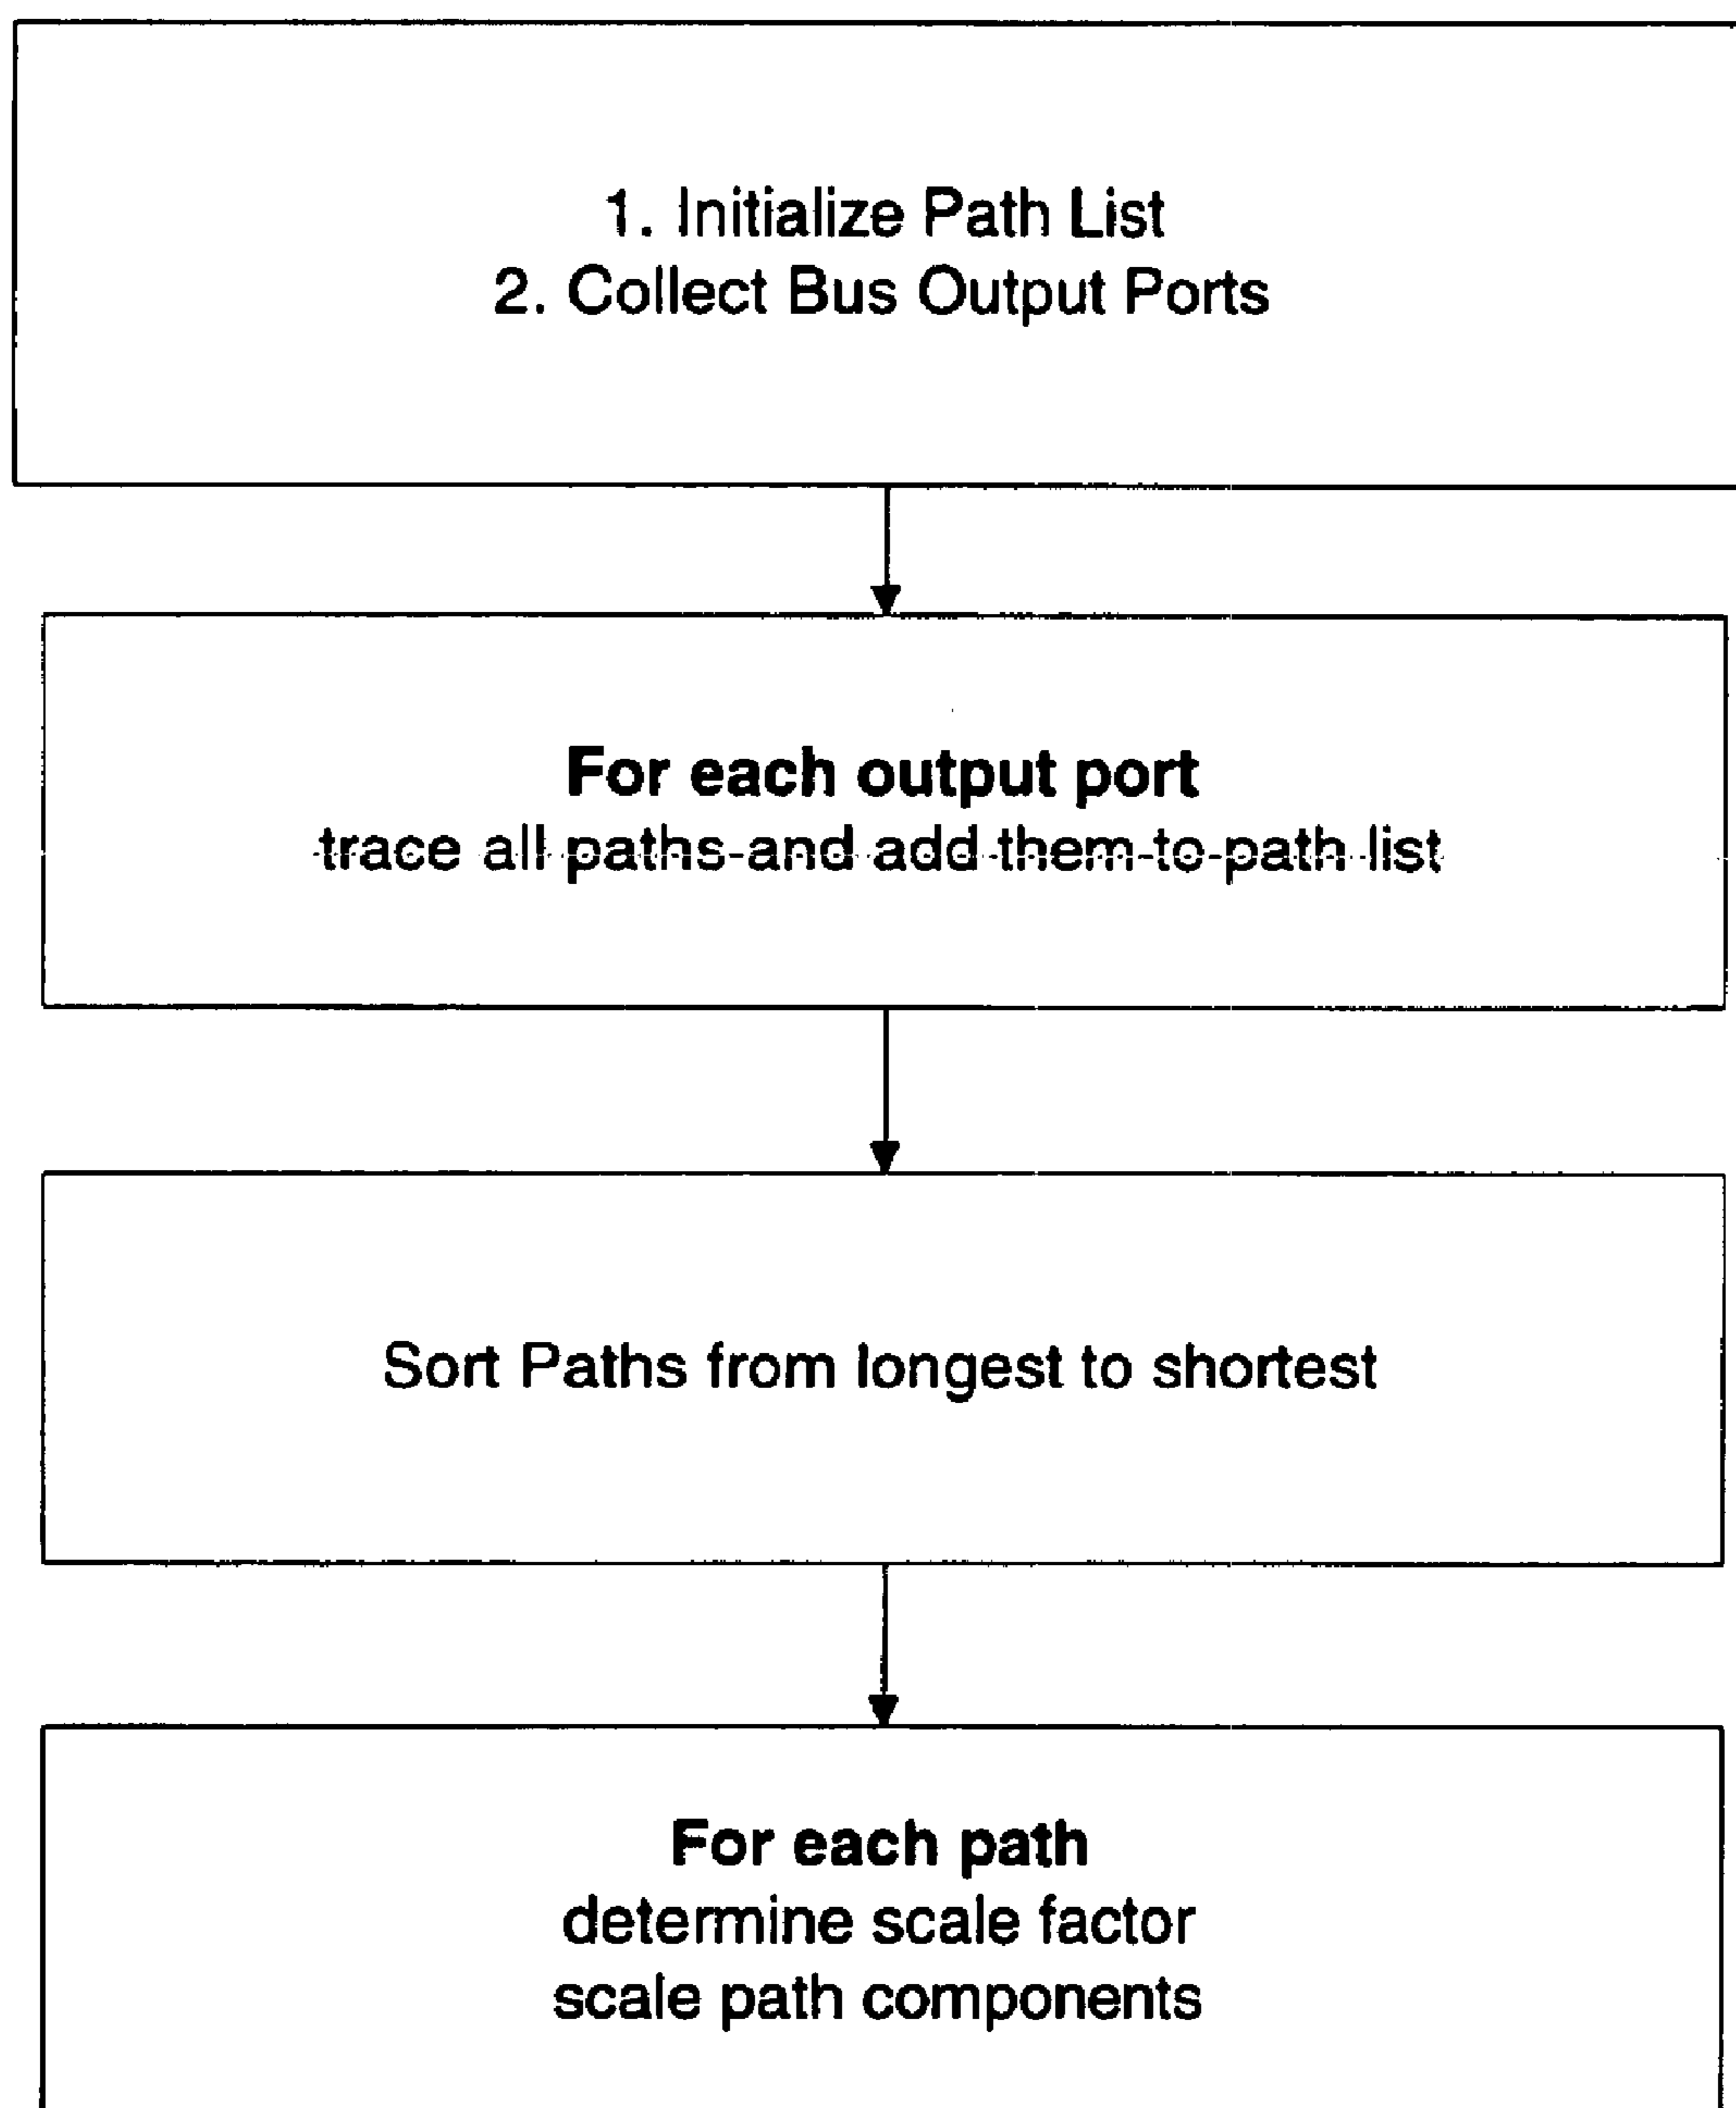 1. Initialize Path List
2. Collect Bus Output Ports
For each output port
trace all paths and add them to path list
Sort Paths from longest to shortest
For each path
determine scale factor
scale path components